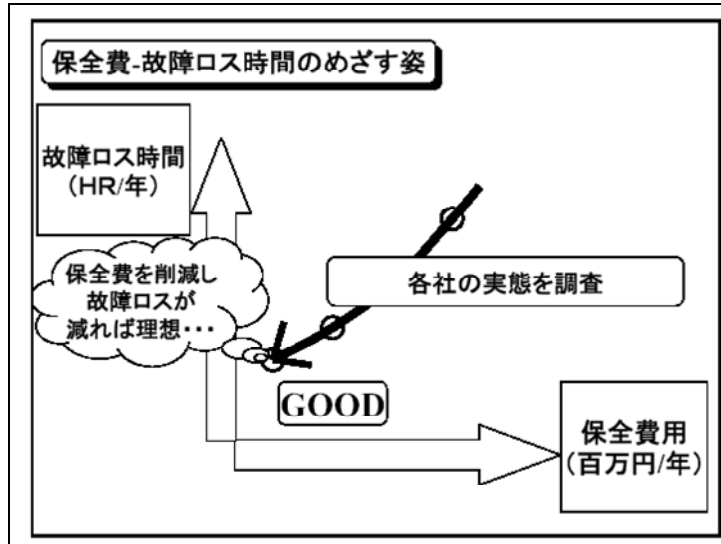 保全費-故障ロス時間のめざす姿
故障ロス時間
（HR/年）
保全費を削減し
故障ロスが
減れば理想･･･
各社の実態を調査
GOOD
保全費用
（百万円/年）